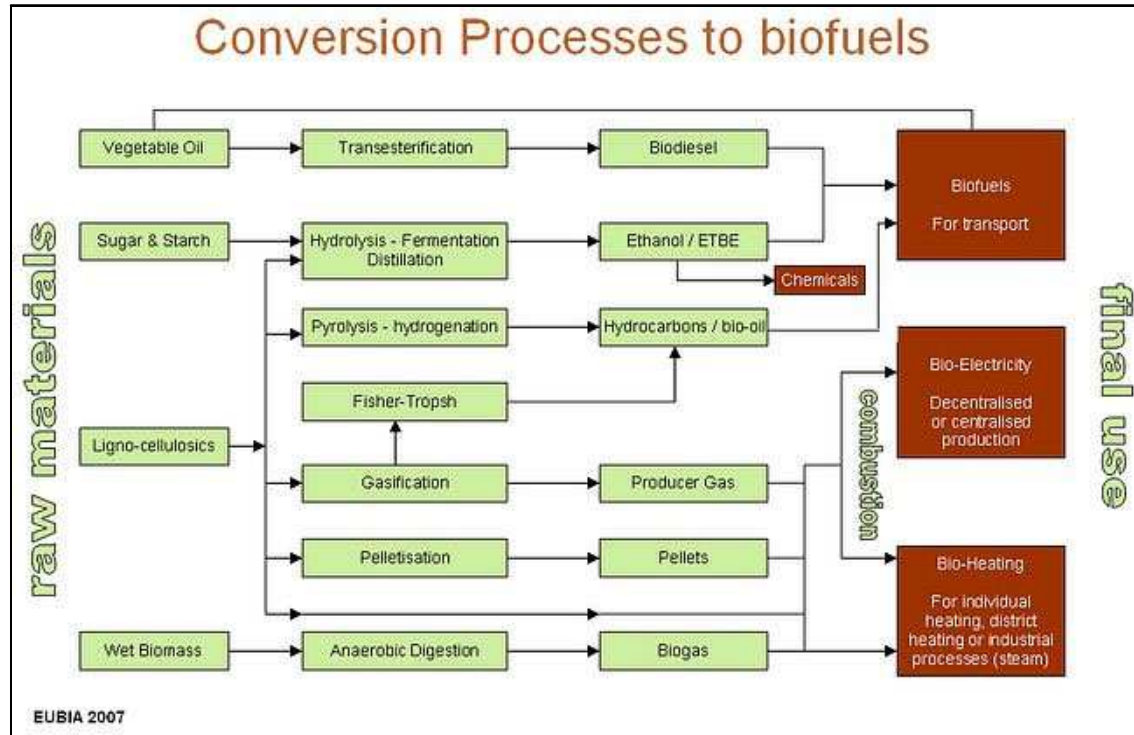 Conversion Processes to biofuels
raw materials
Vegetable Oil
Transesterification
Biodiesel
Biofuels
For transport
Sugar & Starch
Hydrolysis - Fermentation
Distillation
Ethanol / ETBE
Chemicals
Pyrolysis - hydrogenation
Hydrocarbons / bio-oil
Fisher-Tropsh
Bio-Electricity
Decentralised
or centralised
production
combustion
final use
Ligno-cellulosics
Gasification
Producer Gas
Pelletisation
Pellets
Bio-Heating
For individual
heating, district
heating or industrial
processes (steam)
Wet Biomass
Anaerobic Digestion
Biogas
EUBIA 2007